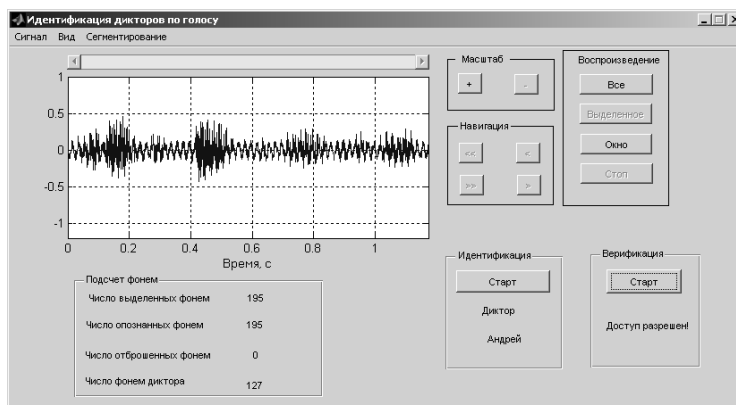 Идентификация дикторов по голосу
Сигнал Вид Сегментирование
1
0.5
0
-0.5
-1
0 0.2 0.4 0.6 0.8 1
Время, с
Масштаб
+ -
Навигация
<< <
>> >
Воспроизведение
Все
Выделенное
Окно
Стоп
Подсчет фонем
Число выделенных фонем 195
Число опознанных фонем 195
Число отброшенных фонем 0
Число фонем диктора 127
Идентификация
Старт
Диктор
Андрей
Верификация
Старт
Доступ разрешен!